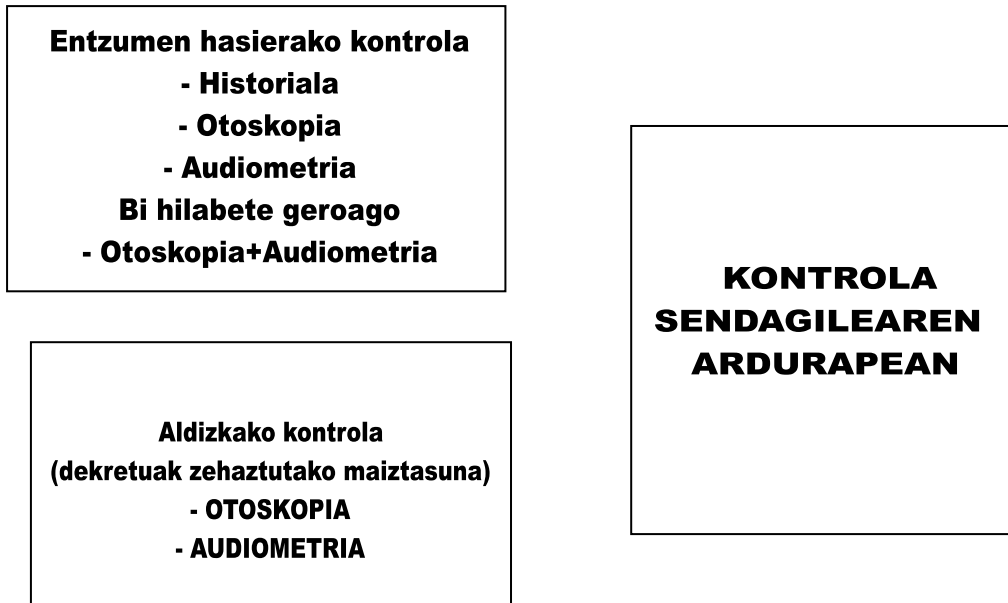 Entzumen hasierako kontrola
- Historiala
- Otoskopia
- Audiometria
Bi hilabete geroago
- Otoskopia+Audiometria
Aldizkako kontrola
(dekretuak zehaztutako maiztasuna)
- OTOSKOPIA
- AUDIOMETRIA
KONTROLA
SENDAGILEAREN
ARDURAPEAN